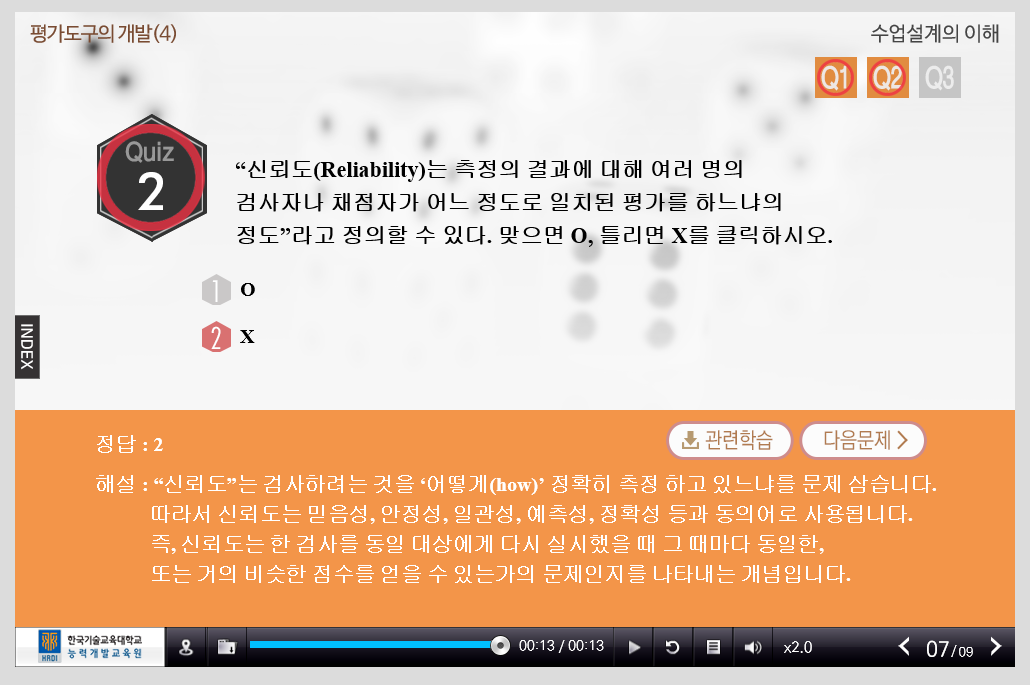 평가도구의 개발(4)
수업설계의 이해
Q1 Q2 Q3
Quiz
2
“신뢰도(Reliability)는 측정의 결과에 대해 여러 명의
검사자나 채점자가 어느 정도로 일치된 평가를 하느냐의
정도”라고 정의할 수 있다. 맞으면 O, 틀리면 X를 클릭하시오.
1 O
2 X
INDEX
정답 : 2
관련학습
다음문제
해설 : “신뢰도”는 검사하려는 것을 ‘어떻게(how)’ 정확히 측정 하고 있느냐를 문제 삼습니다.
따라서 신뢰도는 믿음성, 안정성, 일관성, 예측성, 정확성 등과 동의어로 사용됩니다.
즉, 신뢰도는 한 검사를 동일 대상에게 다시 실시했을 때 그 때마다 동일한,
또는 거의 비슷한 점수를 얻을 수 있는가의 문제인지를 나타내는 개념입니다.
한국기술교육대학교
능력개발교육원
HRDI
00:13 / 00:13
x2.0
07/09